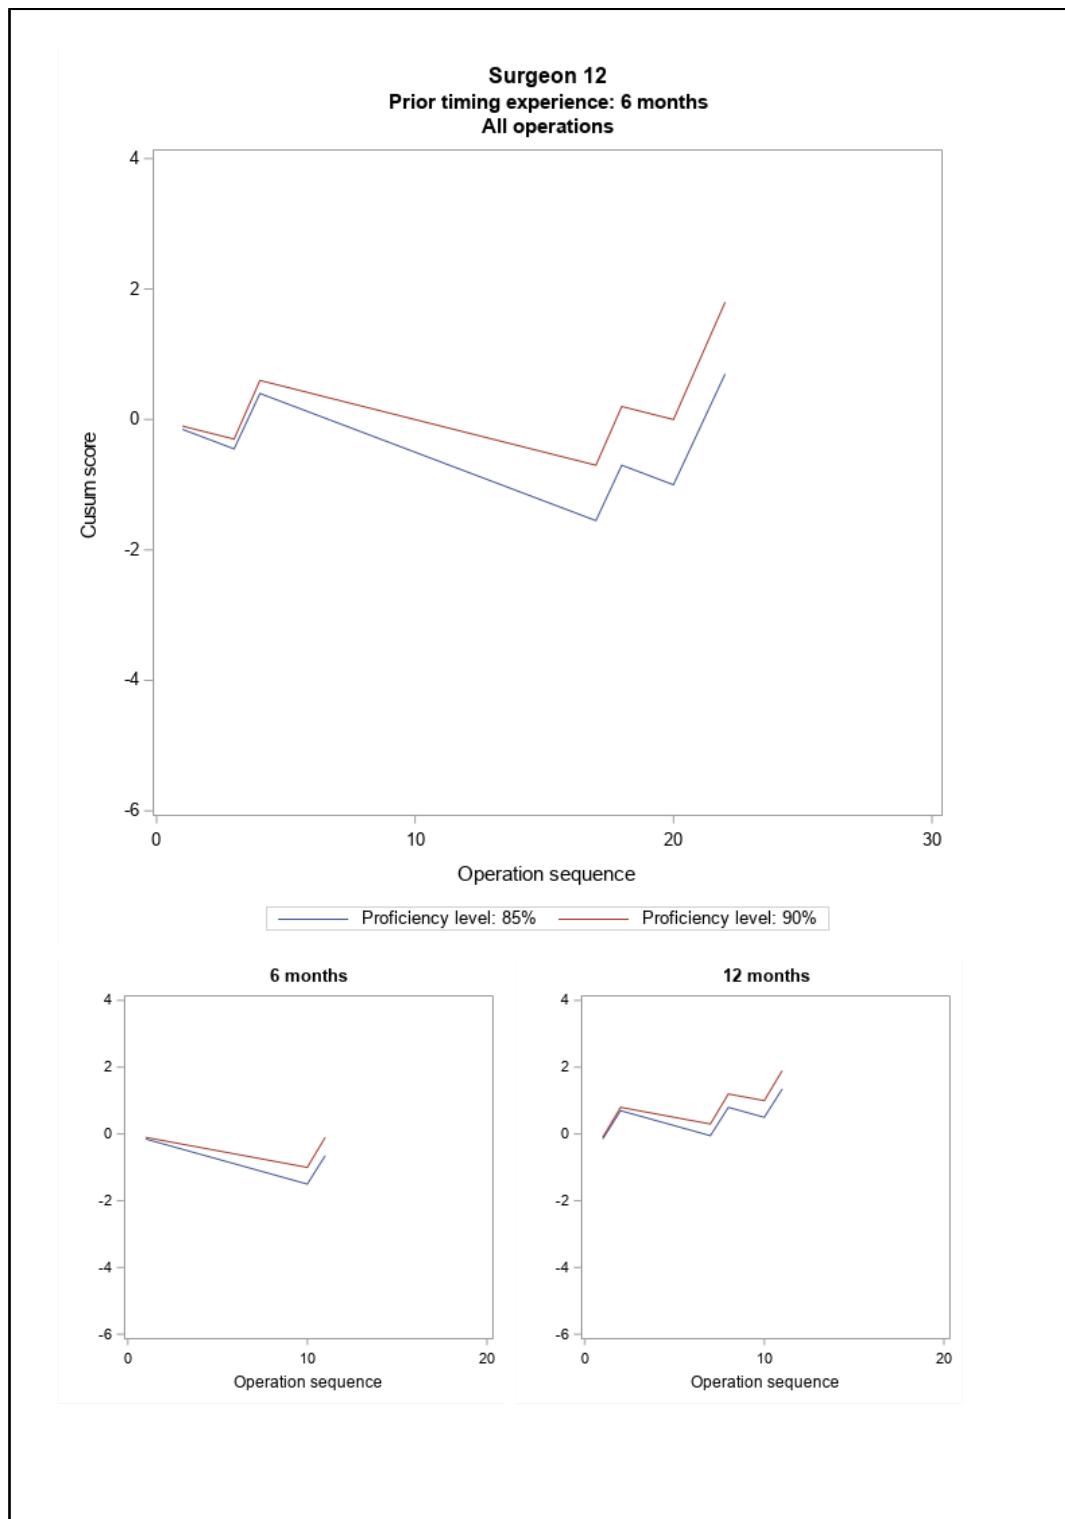 Surgeon 12
Prior timing experience: 6 months
All operations
4
2
0
-2
-4
-6
Cusum score
0 10 20 30
Operation sequence
Proficiency level: 85% Proficiency level: 90%
6 months
4
2
0
-2
-4
-6
0 10 20
Operation sequence
12 months
4
2
0
-2
-4
-6
0 10 20
Operation sequence